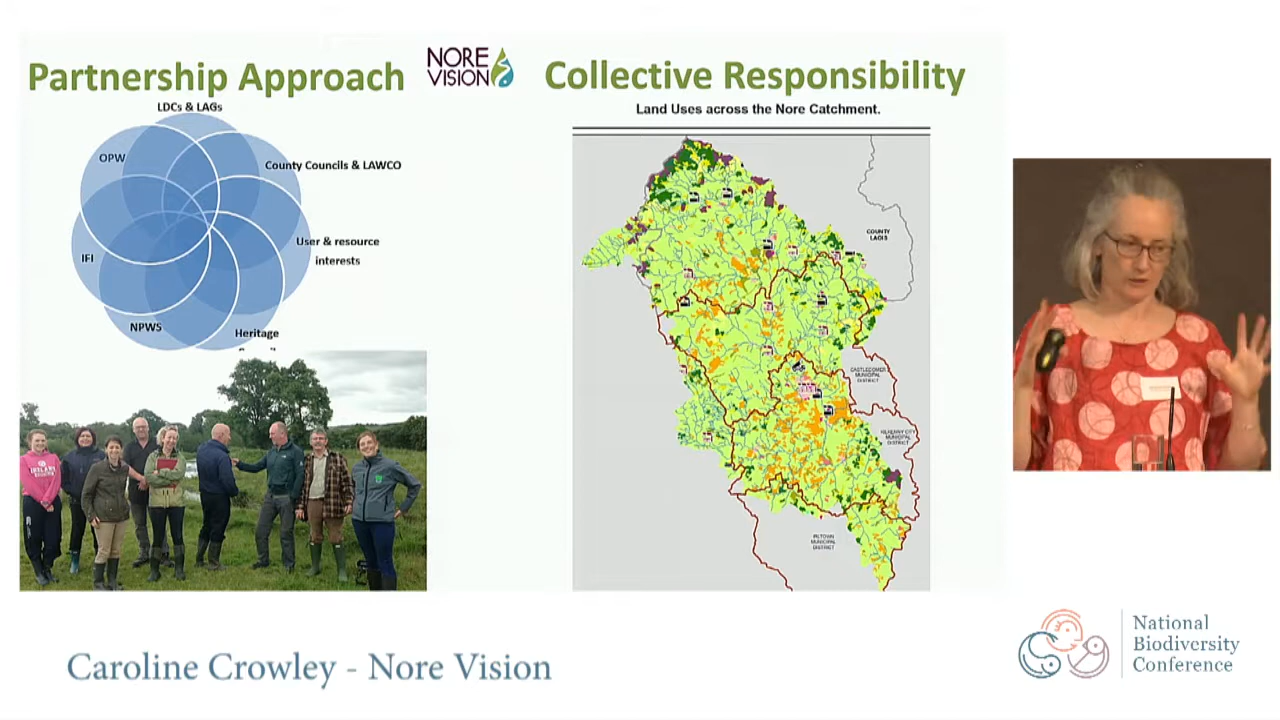 Partnership Approach
NORE
VISION
Collective Responsibility
LDCs & LAGs
OPW
County Councils & LAWCO
User & resource
interests
IFI
NPWS
Heritage
Land Uses across the Nore Catchment.
COUNTY
LAOIS
CASTLECOMER
MUNICIPAL
DISTRICT
KILKENNY CITY
MUNICIPAL
DISTRICT
PILTOWN
MUNICIPAL
DISTRICT
Caroline Crowley - Nore Vision
National
Biodiversity
Conference